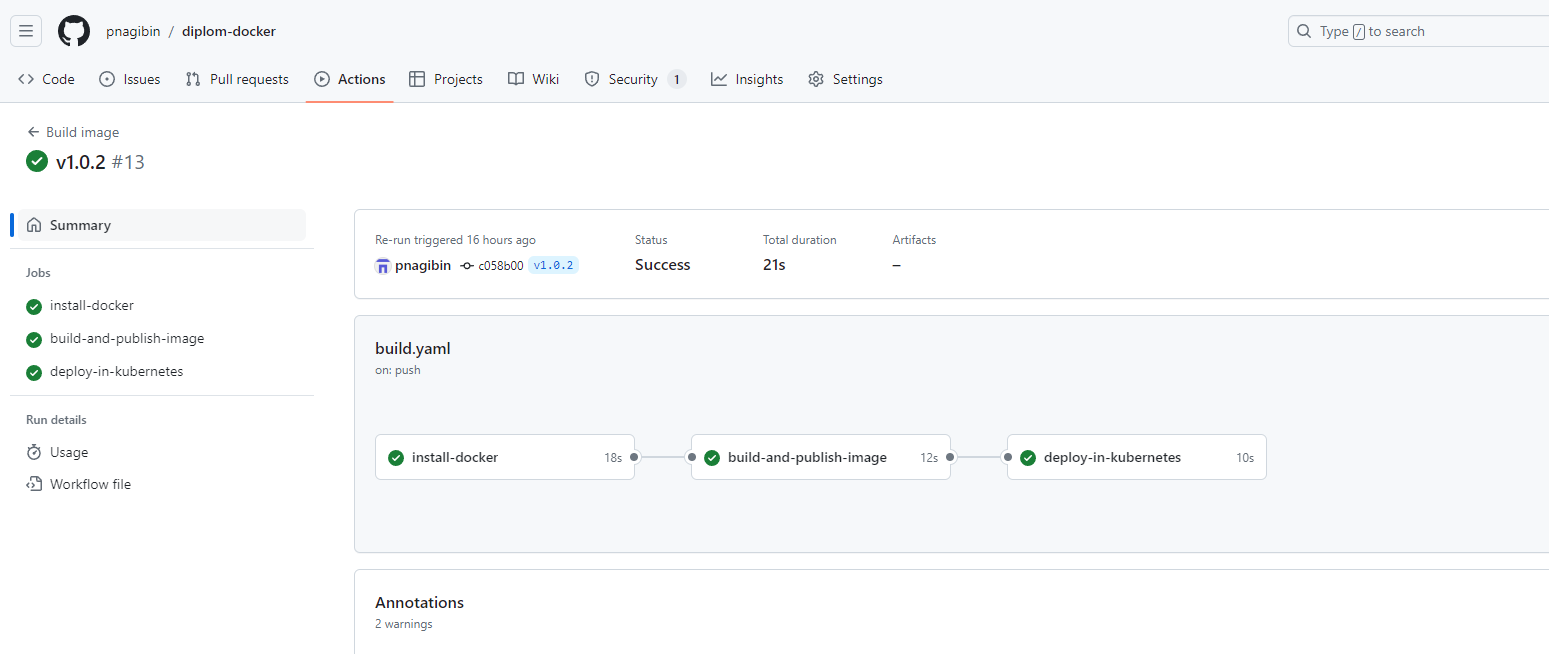 pnagibin / diplom-docker
Type / to search
Code Issues Pull requests Actions Projects Wiki Security 1 Insights Settings
Build image
v1.0.2 #13
Summary
Jobs
install-docker
build-and-publish-image
deploy-in-kubernetes
Run details
Usage
Workflow file
Re-run triggered 16 hours ago
pnagibin c058b00 v1.0.2
Status
Success
Total duration
21s
Artifacts
–
build.yaml
on: push
install-docker 18s
build-and-publish-image 12s
deploy-in-kubernetes 10s
Annotations
2 warnings